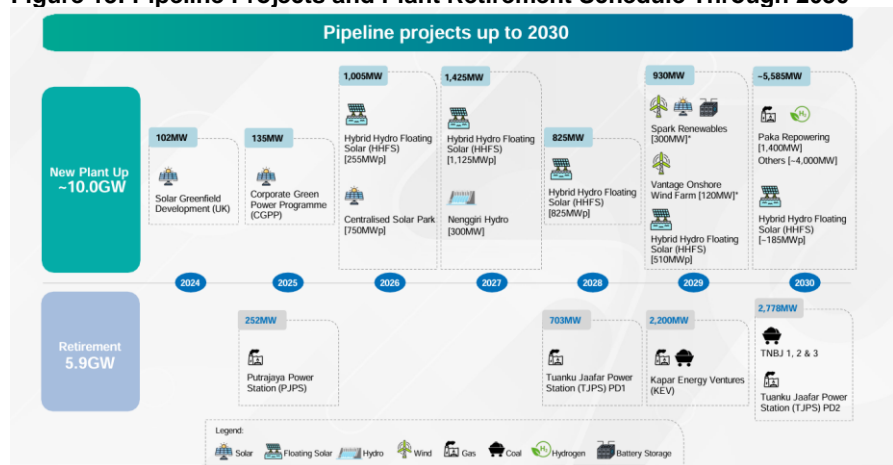 Pipeline projects up to 2030
New Plant Up
~10.0GW
102MW
Solar Greenfield
Development (UK)
135MW
Corporate Green
Power Programme
(CGPP)
1,005MW
Hybrid Hydro Floating
Solar (HHFS)
[255MWp]
Centralised Solar Park
[750MWp]
1,425MW
Hybrid Hydro Floating
Solar (HHFS)
[1,125MWp]
Nenggiri Hydro
[300MW]
825MW
Hybrid Hydro Floating
Solar (HHFS)
[825MWp]
930MW
Spark Renewables
[300MW]*
Vantage Onshore
Wind Farm [120MW]*
Hybrid Hydro Floating
Solar (HHFS)
[510MWp]
~5,585MW
H₂
Paka Repowering
[1,400MW]
Others [~4,000MW]
Hybrid Hydro Floating
Solar (HHFS)
[~185MWp]
2024
2025
2026
2027
2028
2029
2030
Retirement
5.9GW
252MW
Putrajaya Power
Station (PJPS)
703MW
Tuanku Jaafar Power
Station (TJPS) PD1
2,200MW
Kapar Energy Ventures
(KEV)
2,778MW
TNBJ 1, 2 & 3
Tuanku Jaafar Power
Station (TJPS) PD2
Legend:
Solar
Floating Solar
Hydro
Wind
Gas
Coal
H₂
Hydrogen
Battery Storage